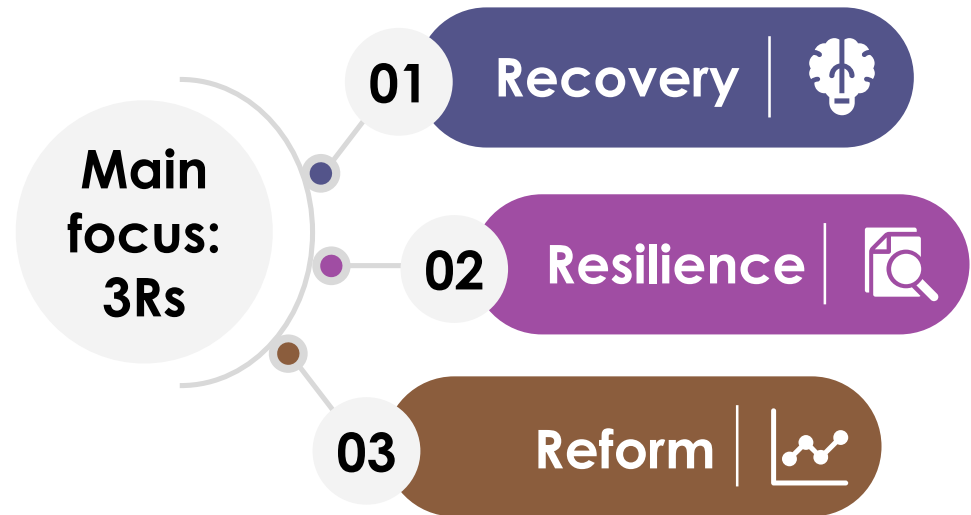 Main
focus:
3Rs
01
Recovery
02
Resilience
03
Reform